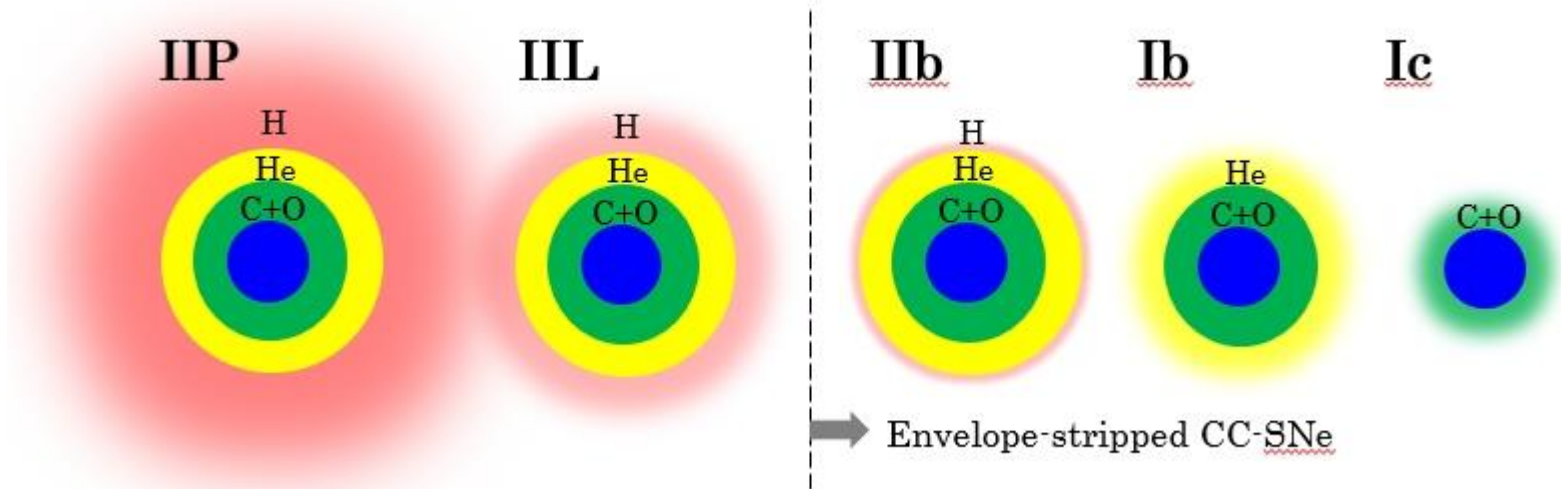 IIP IIL IIb Ib Ic
H H H
He He He He
C+O C+O C+O C+O C+O
Envelope-stripped CC-SNe